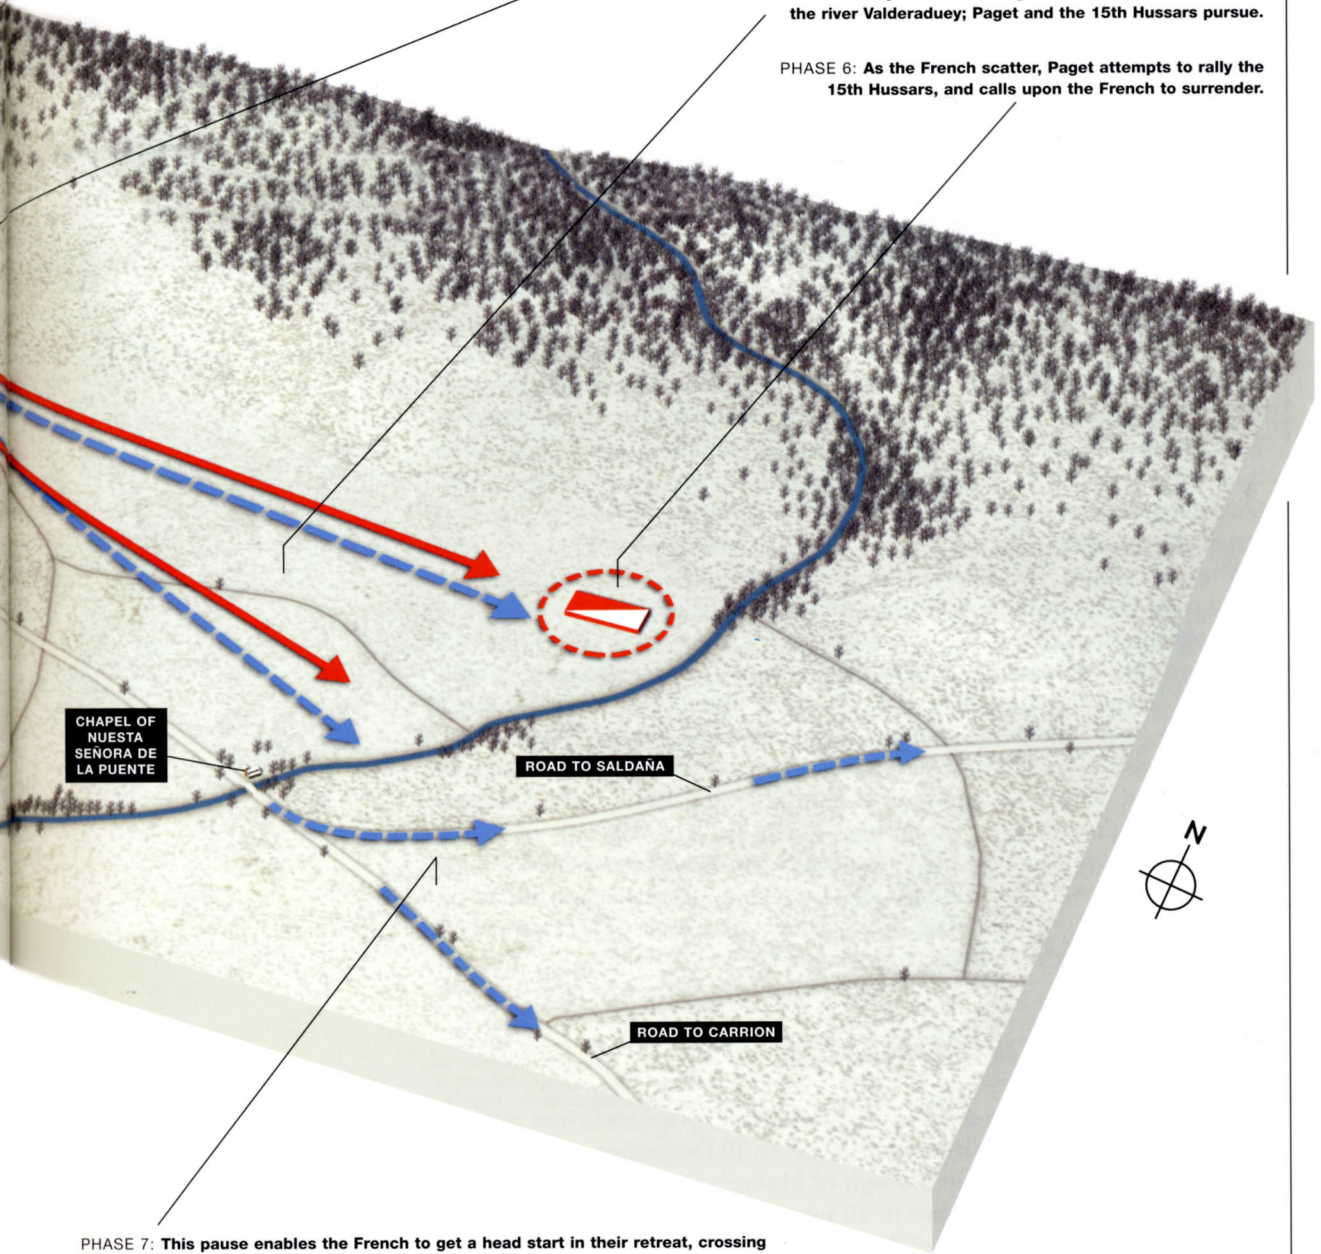 the river Valderaduey; Paget and the 15th Hussars pursue.
PHASE 6: As the French scatter, Paget attempts to rally the
15th Hussars, and calls upon the French to surrender.
CHAPEL OF
NUESTA
SEÑORA DE
LA PUENTE
ROAD TO SALDAÑA
N
ROAD TO CARRION
PHASE 7: This pause enables the French to get a head start in their retreat, crossing